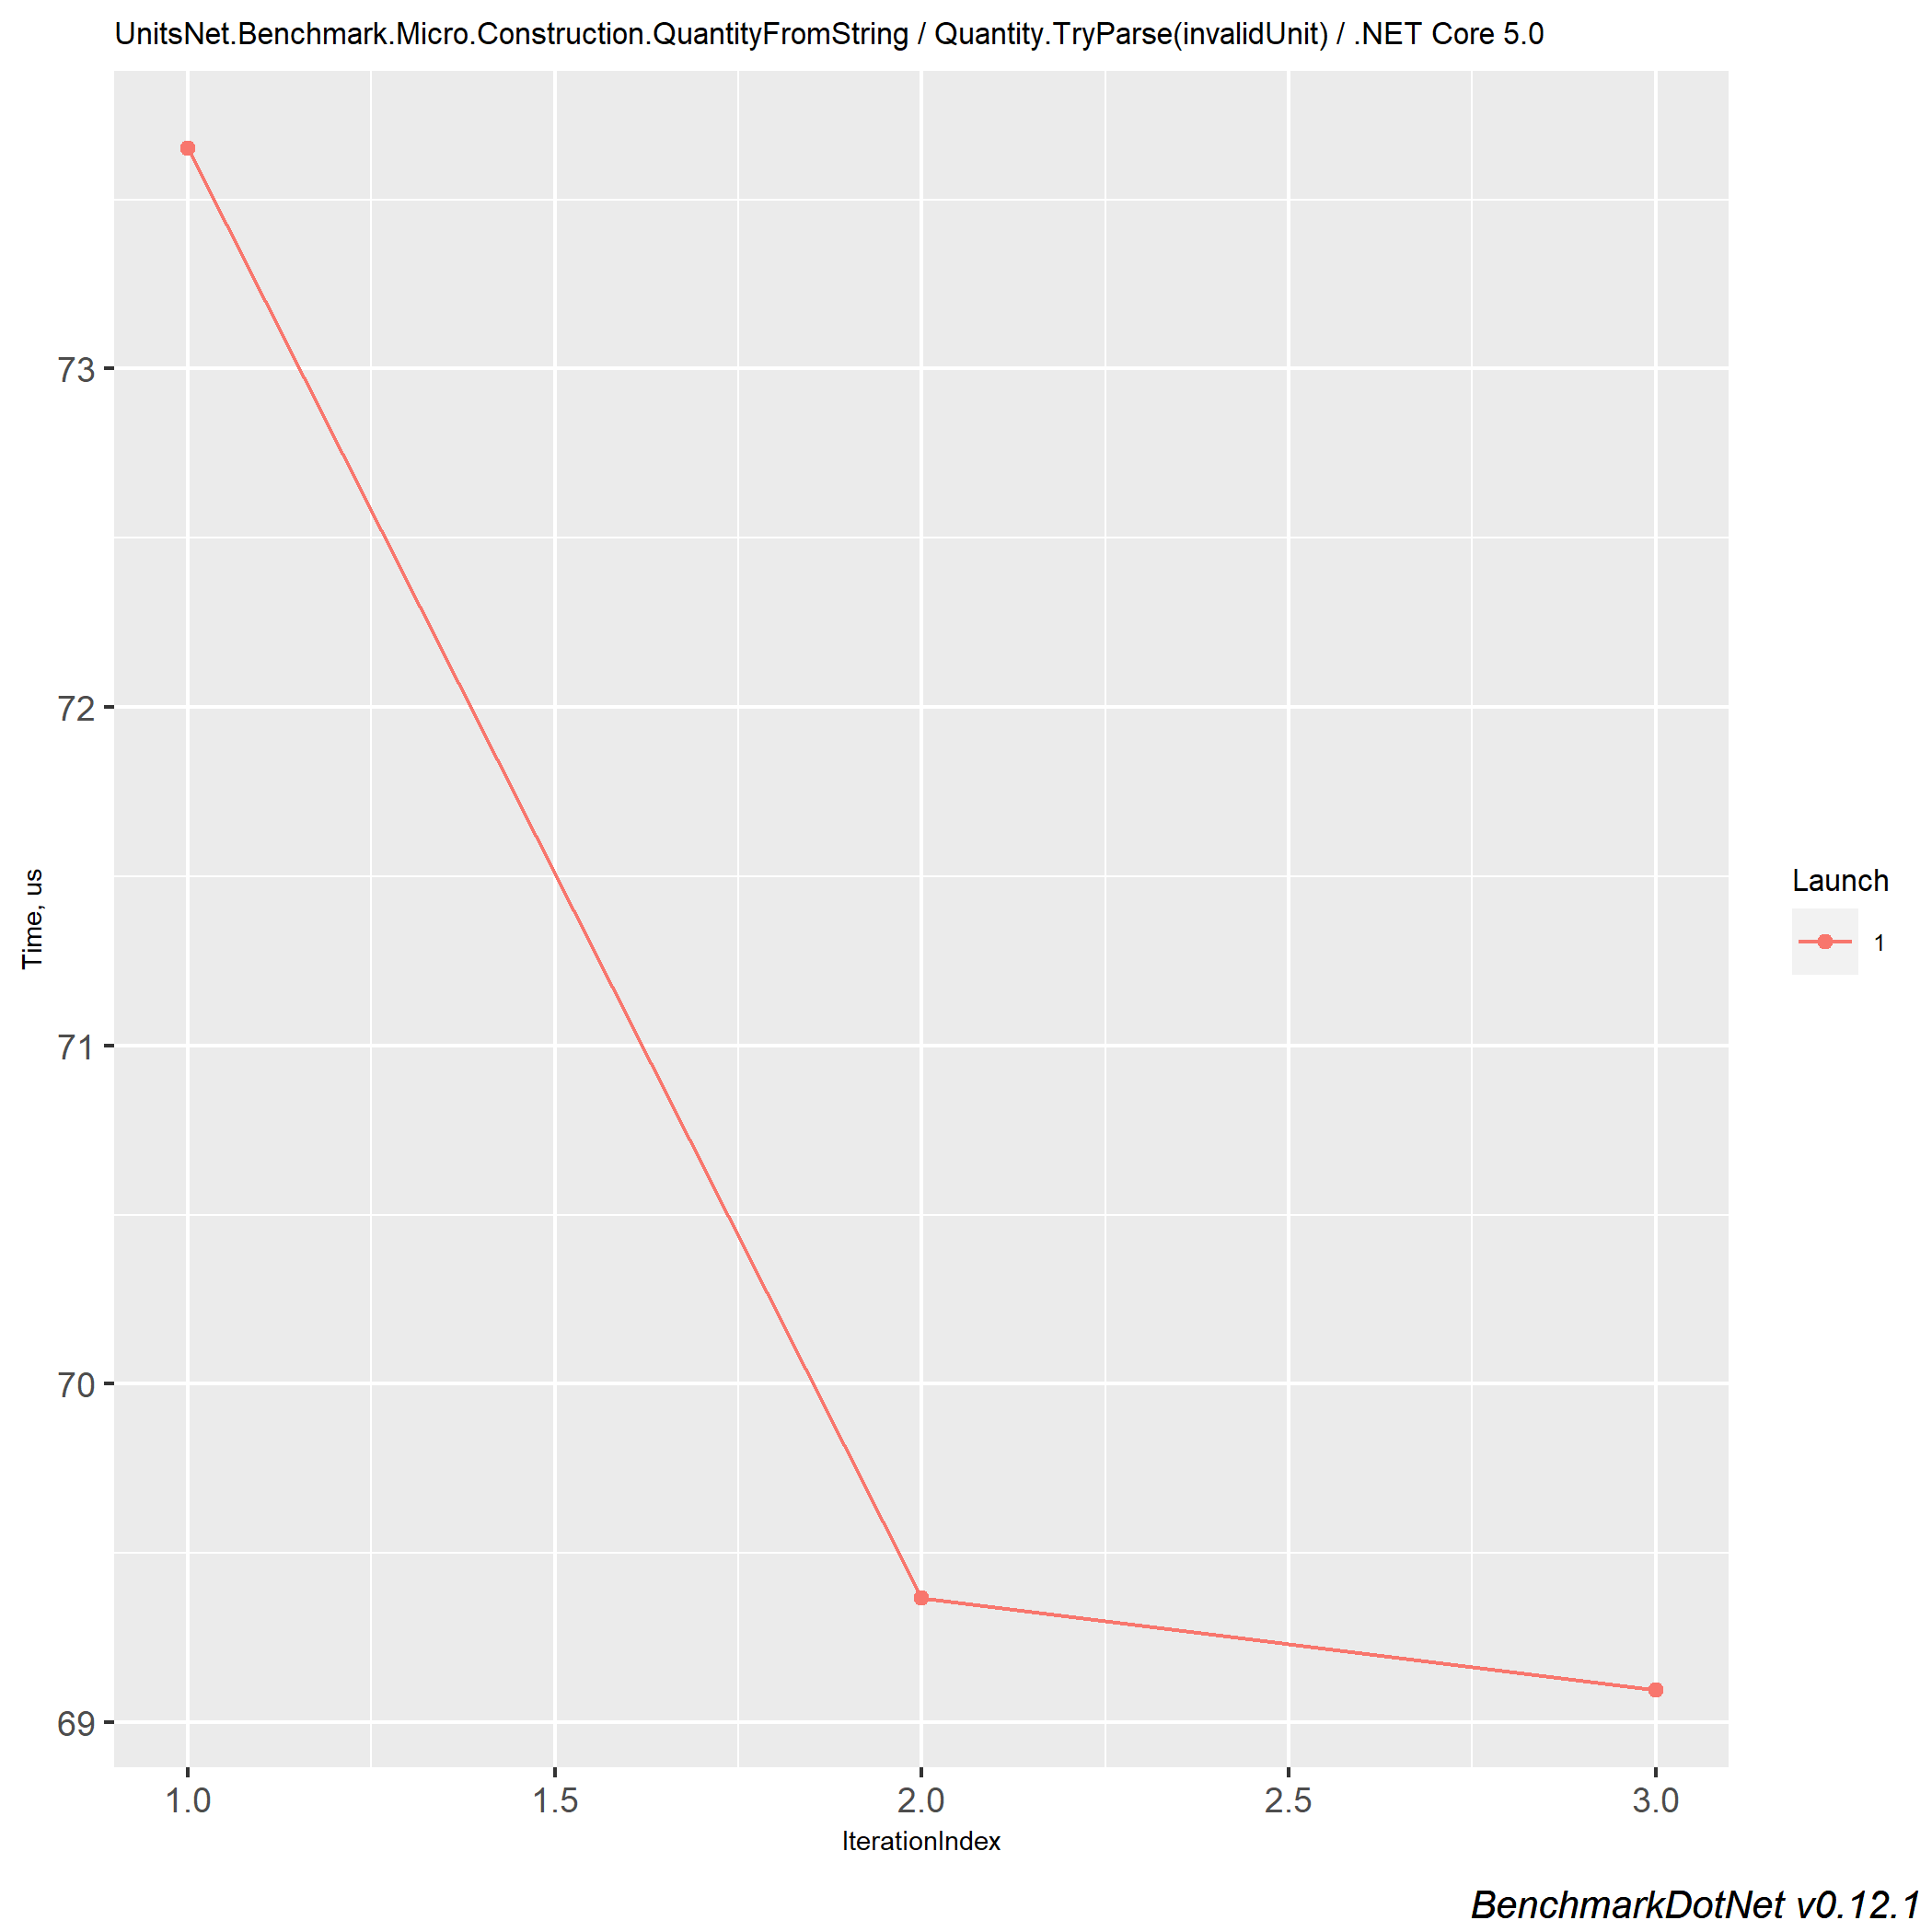 UnitsNet.Benchmark.Micro.Construction.QuantityFromString / Quantity.TryParse(invalidUnit) / .NET Core 5.0
73
72
71
70
69
Time, us
1.0 1.5 2.0 2.5 3.0
IterationIndex
Launch
1
BenchmarkDotNet v0.12.1